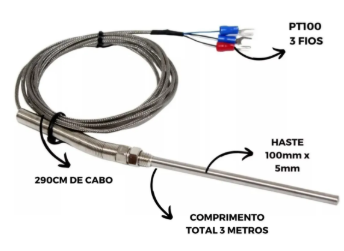 PT100
3 FIOS
HASTE
100mm x
5mm
290CM DE CABO
COMPRIMENTO
TOTAL 3 METROS